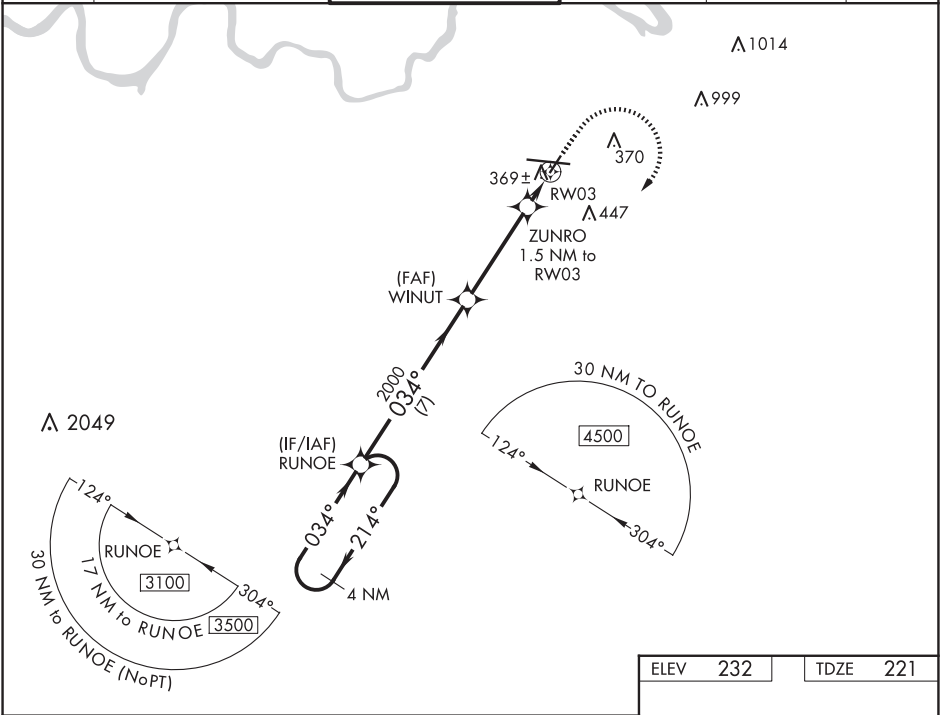 1014
999
370
369±
RW03
447
ZUNRO
1.5 NM to
RW03
(FAF)
WINUT
2000
034°
(7)
2049
(IF/IAF)
RUNOE
034°
214°
4 NM
30 NM TO RUNOE
4500
124°
RUNOE
304°
124°
RUNOE
3100
304°
17 NM to RUNOE
3500
30 NM to RUNOE (NoPT)
ELEV 232
TDZE 221